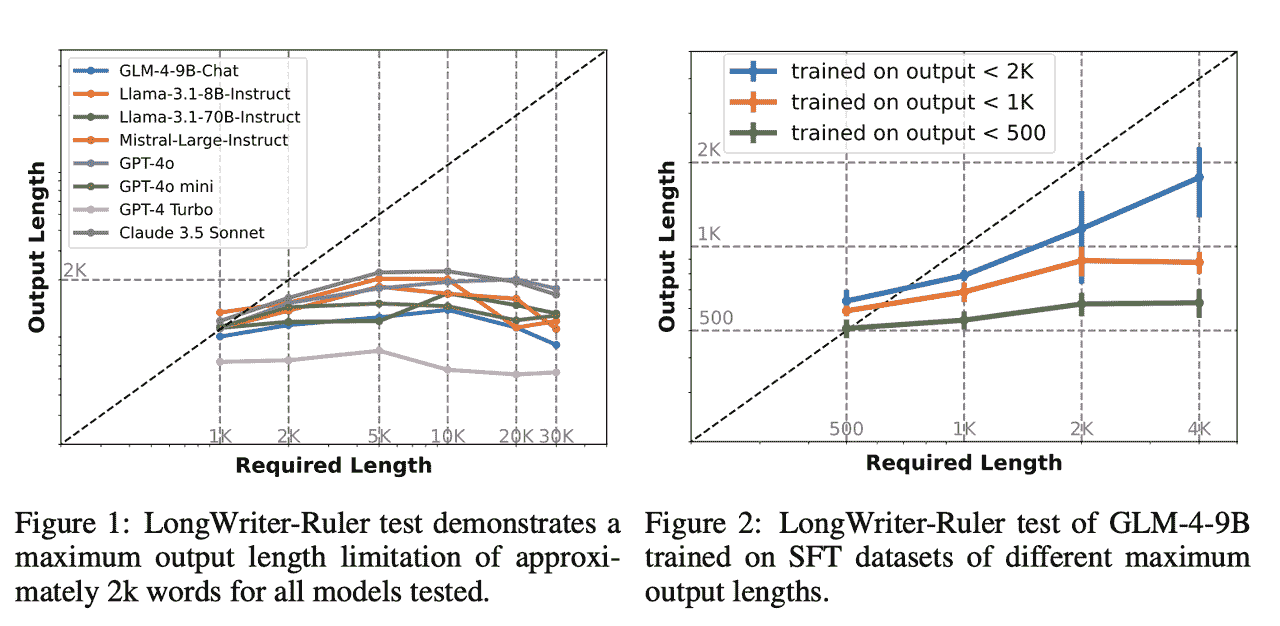 GLM-4-9B-Chat
Llama-3.1-8B-Instruct
Llama-3.1-70B-Instruct
Mistral-Large-Instruct
GPT-4o
GPT-4o mini
GPT-4 Turbo
Claude 3.5 Sonnet
Output Length
2K
1K 2K 5K 10K 20K 30K
Required Length
trained on output < 2K
trained on output < 1K
trained on output < 500
Output Length
2K
1K
500
500 1K 2K 4K
Required Length
Figure 1: LongWriter-Ruler test demonstrates a
maximum output length limitation of approxi-
mately 2k words for all models tested.
Figure 2: LongWriter-Ruler test of GLM-4-9B
trained on SFT datasets of different maximum
output lengths.